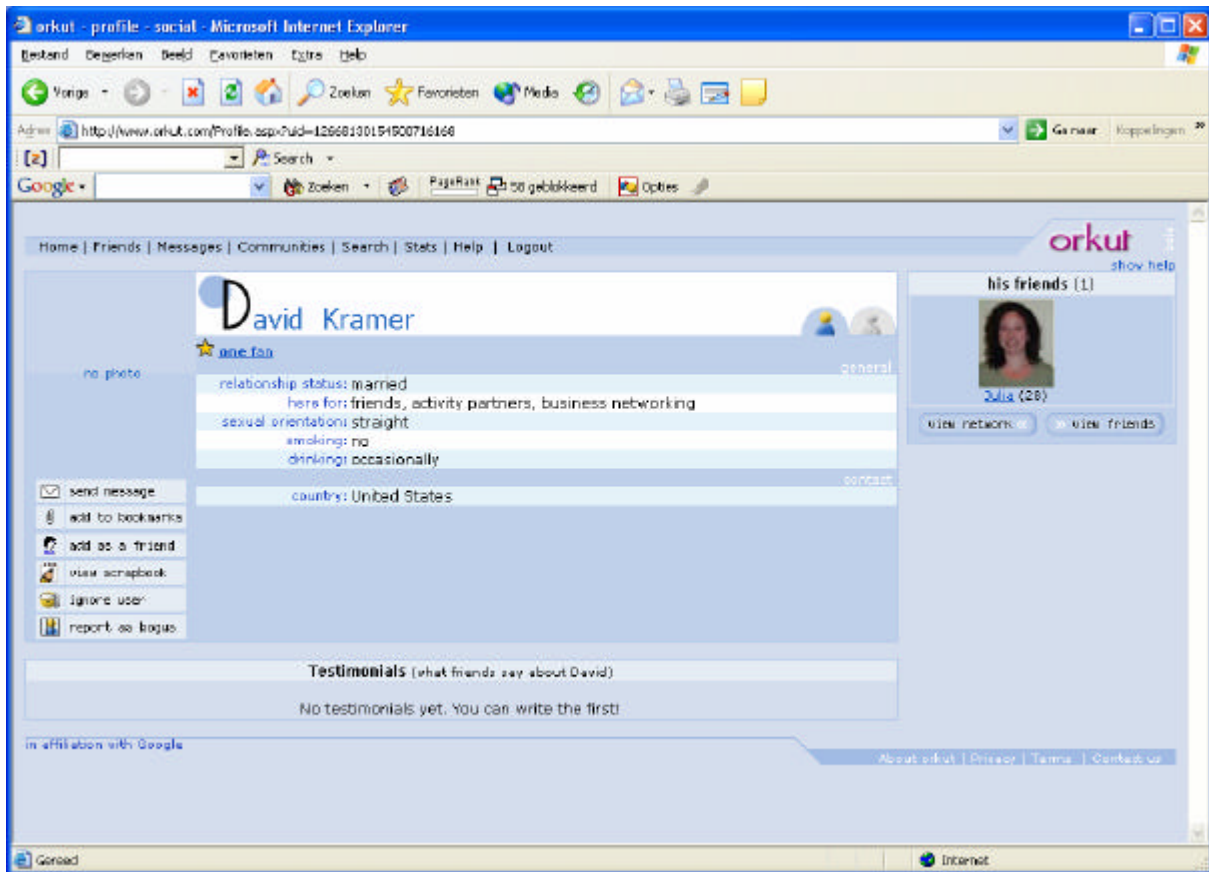 orkut - profile - social - Microsoft Internet Explorer
Bestand Bewerken Beeld Favorieten Extra Help
Vorige Zoeken Favorieten Media
Adres http://www.orkut.com/Profile.aspx?uid=12668130154500716168 Ga naar Koppelingen »
[z] Search
Google Zoeken PageRank 58 geblokkeerd Opties
Home | Friends | Messages | Communities | Search | Stats | Help | Logout
orkut
show help
no photo
David Kramer
one fan
general
relationship status: married
here for: friends, activity partners, business networking
sexual orientation: straight
smoking: no
drinking: occasionally
contact
country: United States
send message
add to bookmarks
add as a friend
view scrapbook
ignore user
report as bogus
his friends (1)
Julia (28)
view network view friends
Testimonials (what friends say about David)
No testimonials yet. You can write the first!
in affiliation with Google
About orkut | Privacy | Terms | Contact us
Gereed Internet